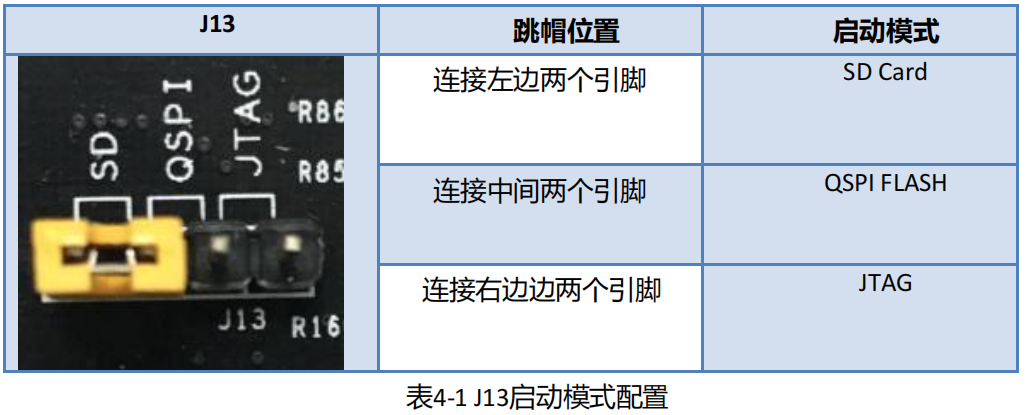 J13 跳帽位置 启动模式
SD
QSPI
JTAG
R86
R85
J13
R16
连接左边两个引脚 SD Card
连接中间两个引脚 QSPI FLASH
连接右边边两个引脚 JTAG
表4-1 J13启动模式配置